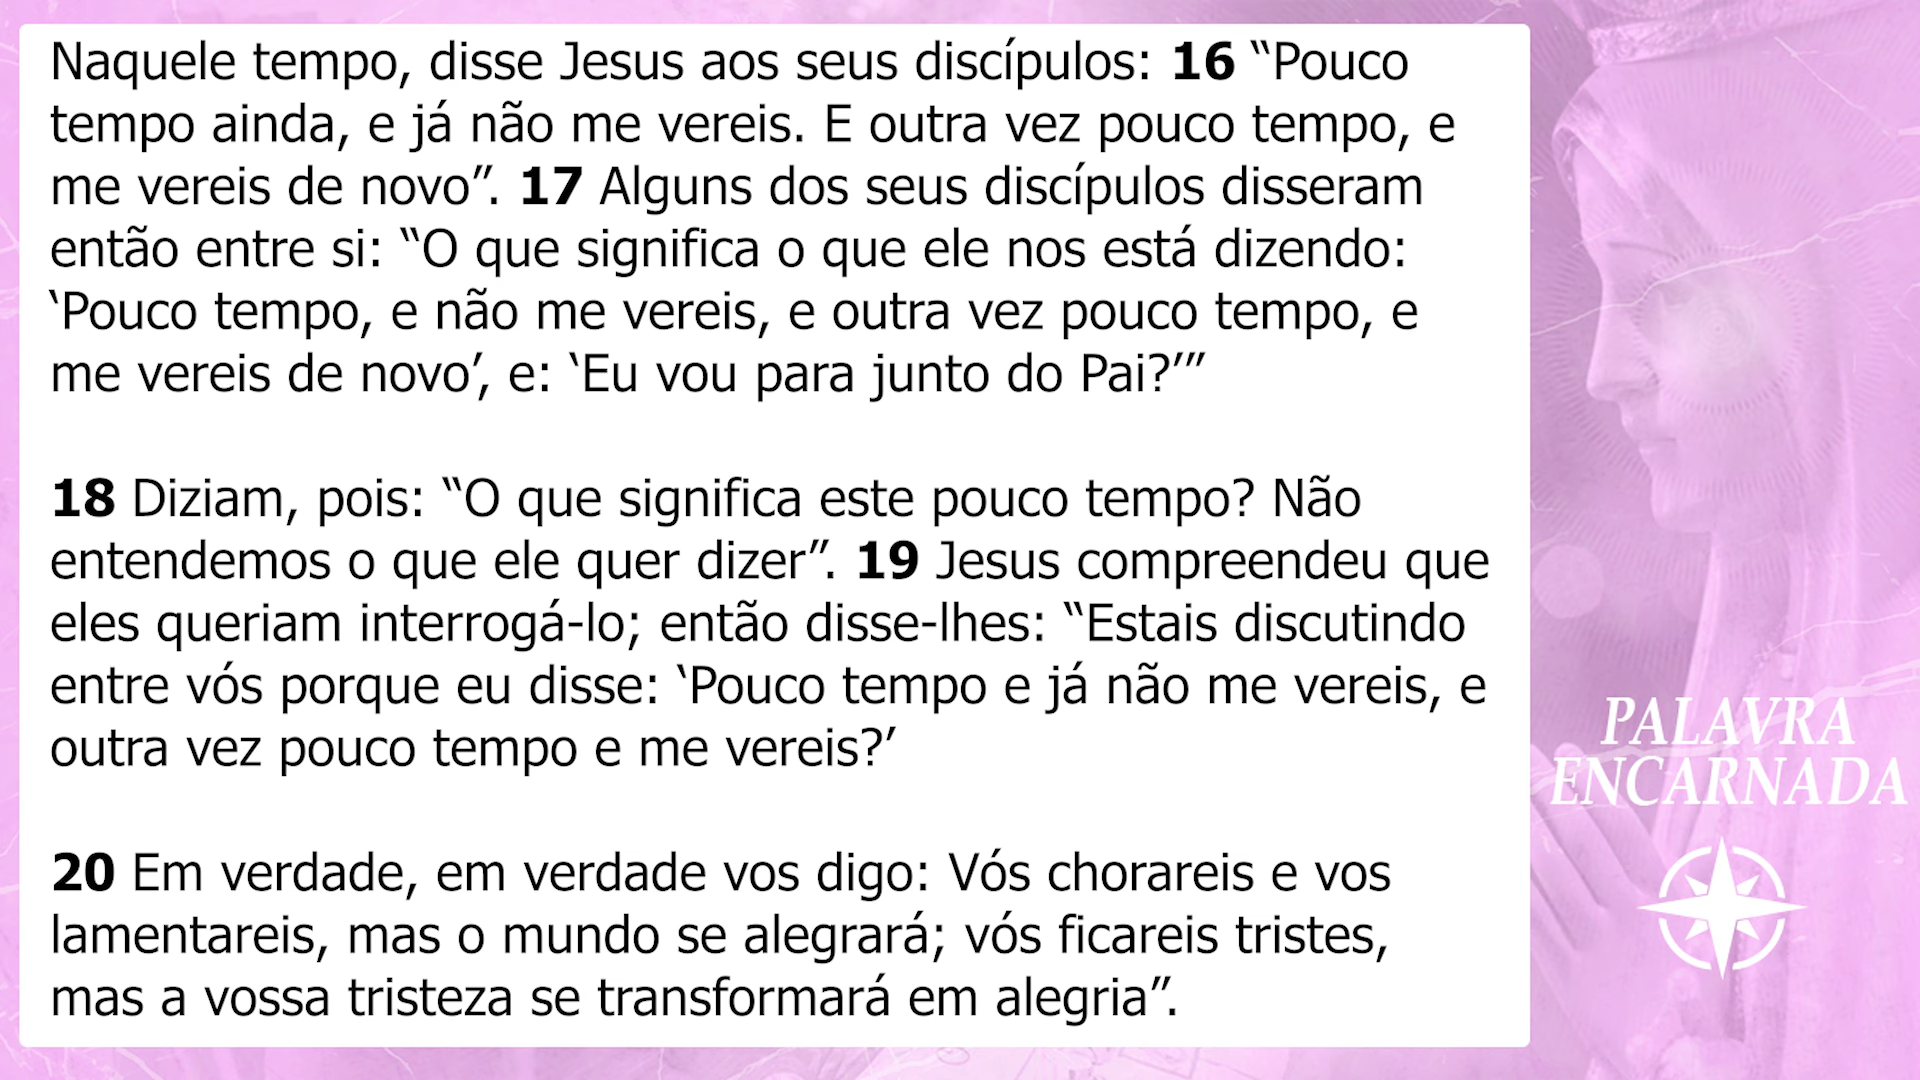 Naquele tempo, disse Jesus aos seus discípulos: 16 “Pouco
tempo ainda, e já não me vereis. E outra vez pouco tempo, e
me vereis de novo”. 17 Alguns dos seus discípulos disseram
então entre si: “O que significa o que ele nos está dizendo:
‘Pouco tempo, e não me vereis, e outra vez pouco tempo, e
me vereis de novo’, e: ‘Eu vou para junto do Pai?’”
18 Diziam, pois: “O que significa este pouco tempo? Não
entendemos o que ele quer dizer”. 19 Jesus compreendeu que
eles queriam interrogá-lo; então disse-lhes: “Estais discutindo
entre vós porque eu disse: ‘Pouco tempo e já não me vereis, e
outra vez pouco tempo e me vereis?’
20 Em verdade, em verdade vos digo: Vós chorareis e vos
lamentareis, mas o mundo se alegrará; vós ficareis tristes,
mas a vossa tristeza se transformará em alegria”.
PALAVRA
ENCARNADA